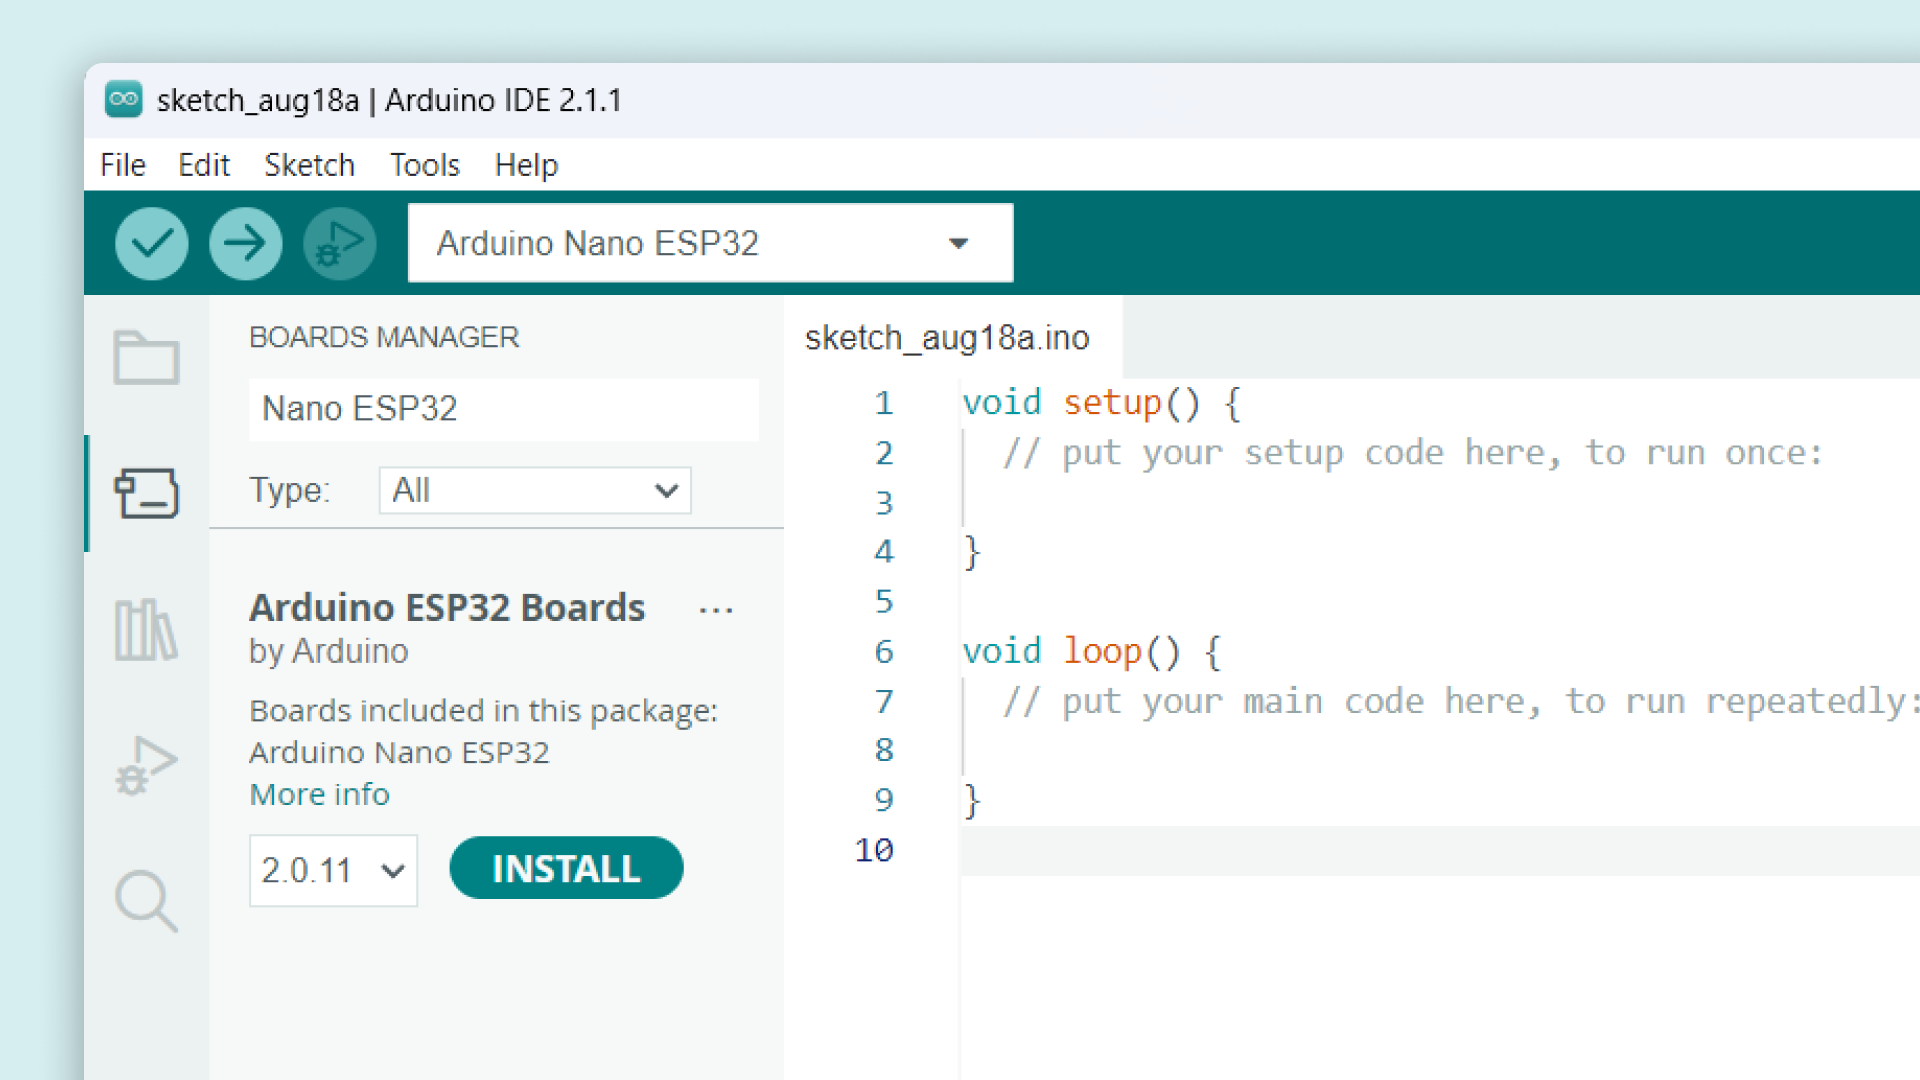 sketch_aug18a | Arduino IDE 2.1.1
File Edit Sketch Tools Help
Arduino Nano ESP32
BOARDS MANAGER
Nano ESP32
Type: All
Arduino ESP32 Boards ...
by Arduino
Boards included in this package:
Arduino Nano ESP32
More info
2.0.11 INSTALL
sketch_aug18a.ino
1 void setup() {
2 // put your setup code here, to run once:
3
4 }
5
6 void loop() {
7 // put your main code here, to run repeatedly:
8
9 }
10